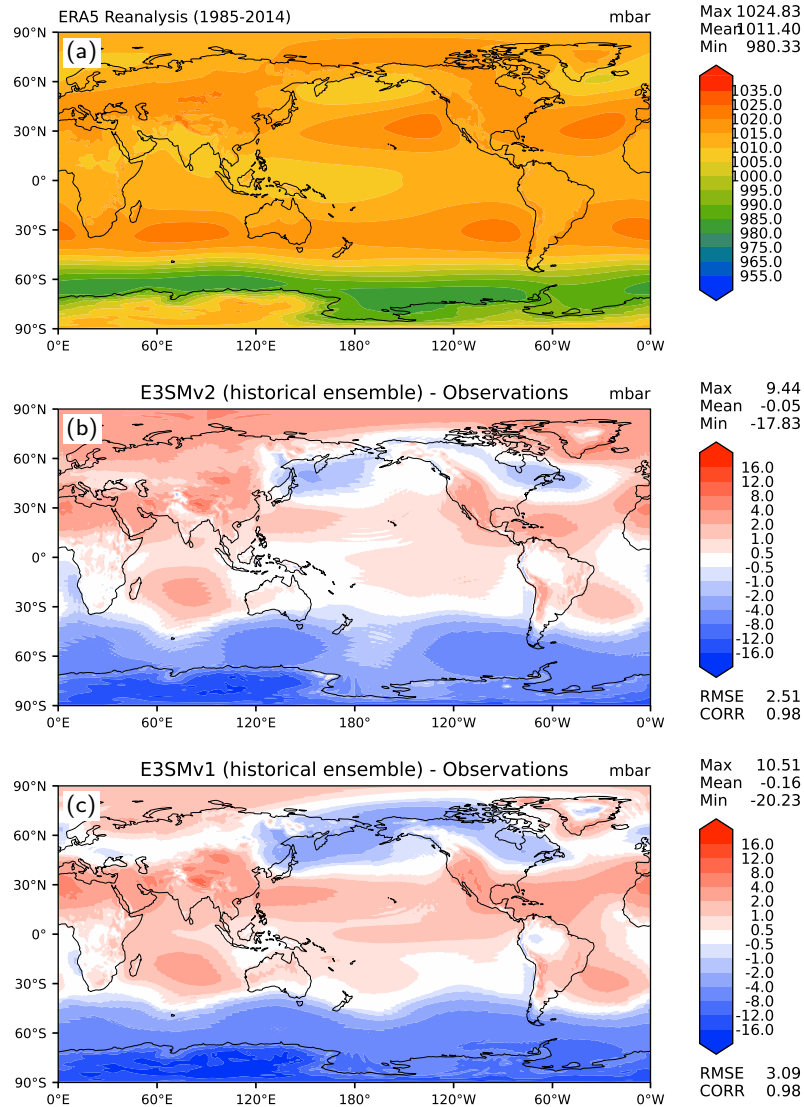 ERA5 Reanalysis (1985-2014) mbar
Max 1024.83
Mean 1011.40
Min 980.33
(a)
90°N
60°N
30°N
0°
30°S
60°S
90°S
0°E 60°E 120°E 180° 120°W 60°W 0°W
1035.0
1025.0
1020.0
1015.0
1010.0
1005.0
1000.0
995.0
990.0
985.0
980.0
975.0
965.0
955.0
E3SMv2 (historical ensemble) - Observations mbar
Max 9.44
Mean -0.05
Min -17.83
(b)
90°N
60°N
30°N
0°
30°S
60°S
90°S
0°E 60°E 120°E 180° 120°W 60°W 0°W
16.0
12.0
8.0
4.0
2.0
1.0
0.5
-0.5
-1.0
-2.0
-4.0
-8.0
-12.0
-16.0
RMSE 2.51
CORR 0.98
E3SMv1 (historical ensemble) - Observations mbar
Max 10.51
Mean -0.16
Min -20.23
(c)
90°N
60°N
30°N
0°
30°S
60°S
90°S
0°E 60°E 120°E 180° 120°W 60°W 0°W
16.0
12.0
8.0
4.0
2.0
1.0
0.5
-0.5
-1.0
-2.0
-4.0
-8.0
-12.0
-16.0
RMSE 3.09
CORR 0.98